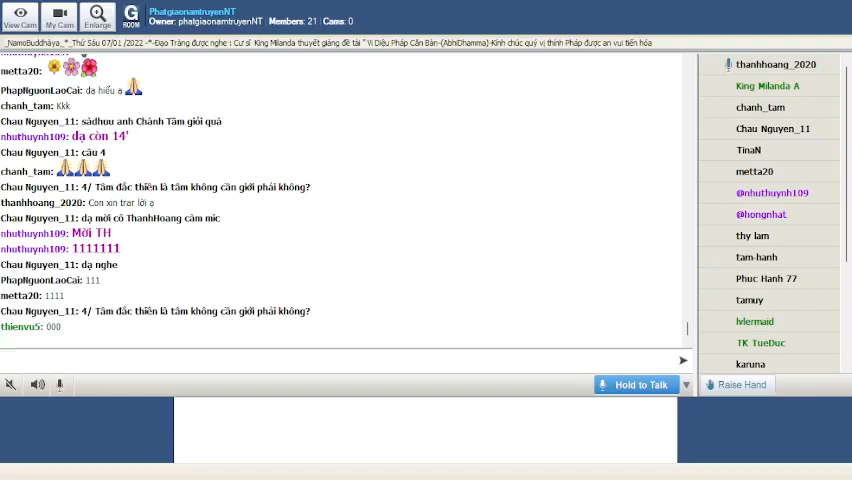 View Cam
My Cam
Enlarge
G
ROOM
PhatgiaonamtruyenNT
Owner: phatgiaonamtruyenNT | Members: 21 | Cams: 0
_NamoBuddhàya_*_Thứ Sáu 07/01 /2022 -*-Đạo Tràng được nghe : Cư sĩ King Milanda thuyết giảng đề tài " Vi Diệu Pháp Căn Bản-(AbhiDhamma)-Kính chúc quý vị thính Pháp được an vui tiến hóa
metta20:
PhapNguonLaoCai: dạ hiểu ạ
chanh_tam: Kkk
Chau Nguyen_11: sádhuu anh Chánh Tâm giỏi quá
nhuthuynh109: dạ còn 14'
Chau Nguyen_11: câu 4
chanh_tam:
Chau Nguyen_11: 4/ Tâm đắc thiền là tâm không cần giới phải không?
thanhhoang_2020: Con xin trar lời ạ
Chau Nguyen_11: dạ mời cô ThanhHoang cầm mic
nhuthuynh109: Mời TH
nhuthuynh109: 1111111
Chau Nguyen_11: dạ nghe
PhapNguonLaoCai: 111
metta20: 1111
Chau Nguyen_11: 4/ Tâm đắc thiền là tâm không cần giới phải không?
thienvu5: 000
thanhhoang_2020
King Milanda A
chanh_tam
Chau Nguyen_11
TinaN
metta20
@nhuthuynh109
@hongnhat
thy lam
tam-hanh
Phuc Hanh 77
tamuy
lvlermaid
TK TueDuc
karuna
Hold to Talk
Raise Hand